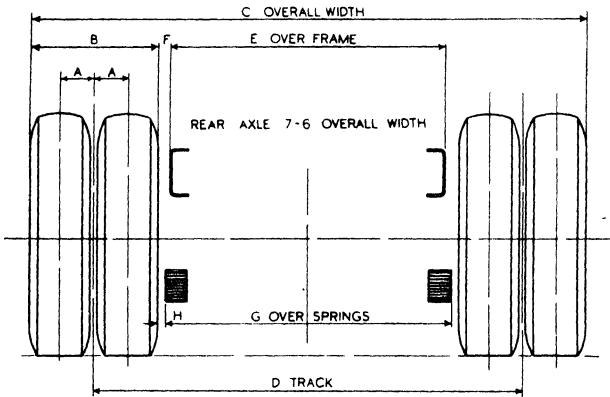 C OVERALL WIDTH
B F E OVER FRAME
A A
REAR AXLE 7-6 OVERALL WIDTH
H G OVER SPRINGS
D TRACK